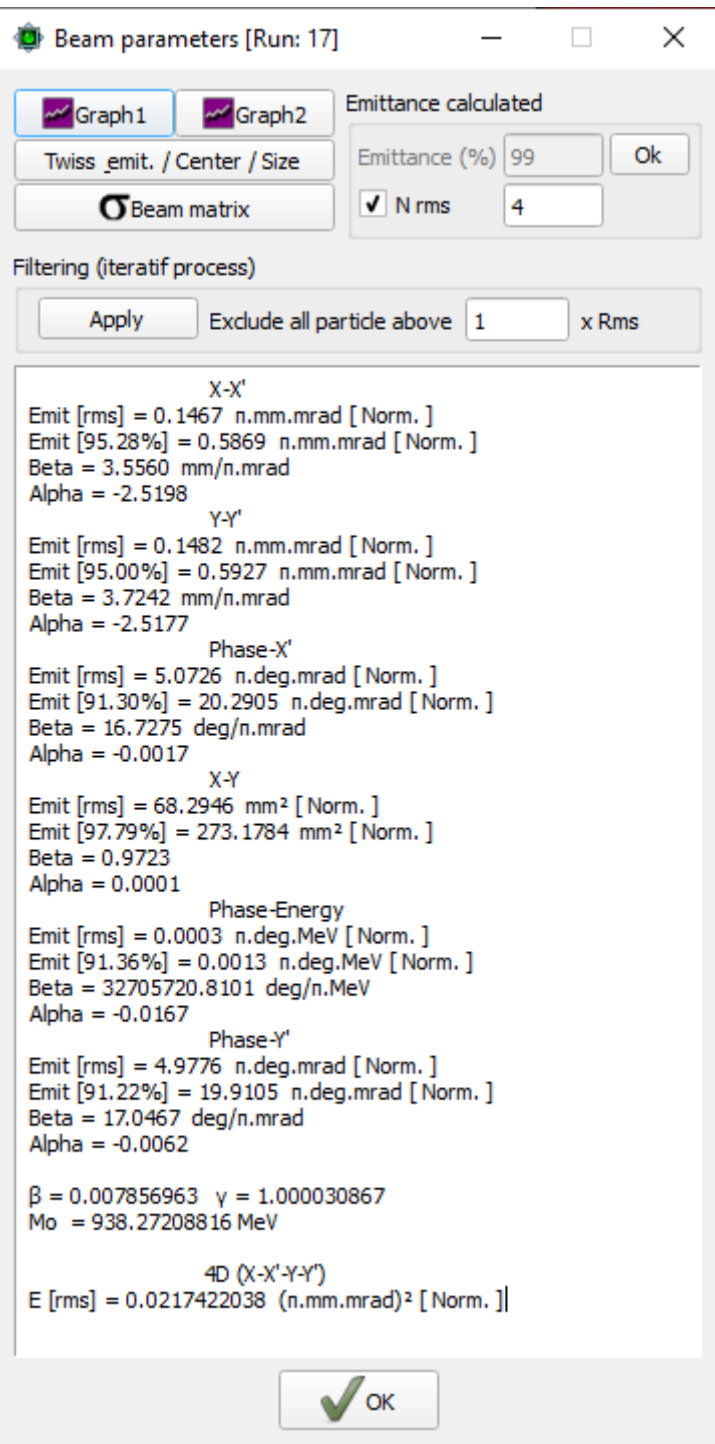 Beam parameters [Run: 17]
Graph1 Graph2 Emittance calculated
Twiss_emit. / Center / Size Emittance (%) 99 Ok
σ Beam matrix N rms 4
Filtering (iteratif process)
Apply Exclude all particle above 1 x Rms
X-X'
Emit [rms] = 0.1467 п.mm.mrad [ Norm. ]
Emit [95.28%] = 0.5869 п.mm.mrad [ Norm. ]
Beta = 3.5560 mm/п.mrad
Alpha = -2.5198
Y-Y'
Emit [rms] = 0.1482 п.mm.mrad [ Norm. ]
Emit [95.00%] = 0.5927 п.mm.mrad [ Norm. ]
Beta = 3.7242 mm/п.mrad
Alpha = -2.5177
Phase-X'
Emit [rms] = 5.0726 п.deg.mrad [ Norm. ]
Emit [91.30%] = 20.2905 п.deg.mrad [ Norm. ]
Beta = 16.7275 deg/п.mrad
Alpha = -0.0017
X-Y
Emit [rms] = 68.2946 mm² [ Norm. ]
Emit [97.79%] = 273.1784 mm² [ Norm. ]
Beta = 0.9723
Alpha = 0.0001
Phase-Energy
Emit [rms] = 0.0003 п.deg.MeV [ Norm. ]
Emit [91.36%] = 0.0013 п.deg.MeV [ Norm. ]
Beta = 32705720.8101 deg/п.MeV
Alpha = -0.0167
Phase-Y'
Emit [rms] = 4.9776 п.deg.mrad [ Norm. ]
Emit [91.22%] = 19.9105 п.deg.mrad [ Norm. ]
Beta = 17.0467 deg/п.mrad
Alpha = -0.0062
β = 0.007856963 γ = 1.000030867
Mo = 938.27208816 MeV
4D (X-X'-Y-Y')
E [rms] = 0.0217422038 (п.mm.mrad)² [ Norm. ]
OK